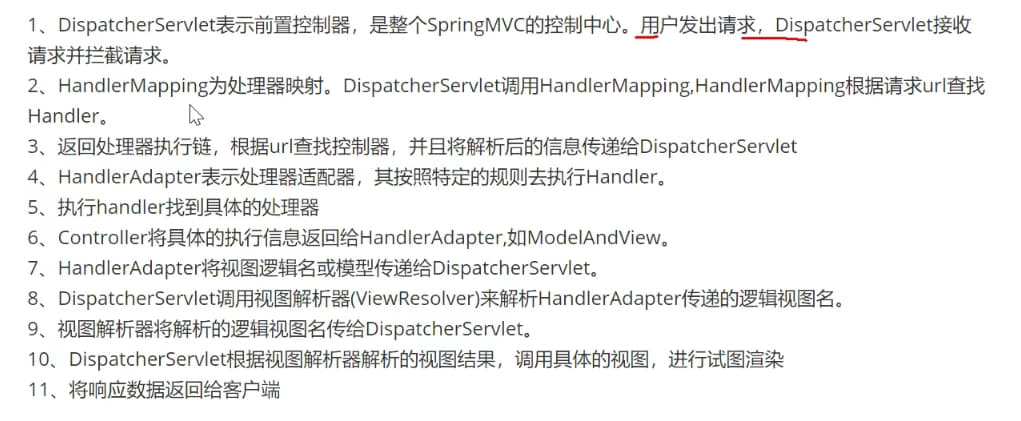 1、DispatcherServlet表示前置控制器，是整个SpringMVC的控制中心。用户发出请求，DispatcherServlet接收
请求并拦截请求。
2、HandlerMapping为处理器映射。DispatcherServlet调用HandlerMapping,HandlerMapping根据请求url查找
Handler。
3、返回处理器执行链，根据url查找控制器，并且将解析后的信息传递给DispatcherServlet
4、HandlerAdapter表示处理器适配器，其按照特定的规则去执行Handler。
5、执行handler找到具体的处理器
6、Controller将具体的执行信息返回给HandlerAdapter,如ModelAndView。
7、HandlerAdapter将视图逻辑名或模型传递给DispatcherServlet。
8、DispatcherServlet调用视图解析器(ViewResolver)来解析HandlerAdapter传递的逻辑视图名。
9、视图解析器将解析的逻辑视图名传给DispatcherServlet。
10、DispatcherServlet根据视图解析器解析的视图结果，调用具体的视图，进行试图渲染
11、将响应数据返回给客户端